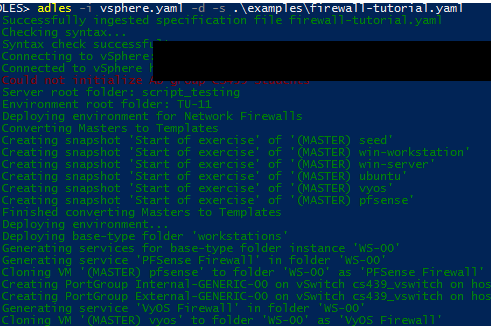 DLES> adles -i vsphere.yaml -d -s .\examples\firewall-tutorial.yaml
Successfully ingested specification file firewall-tutorial.yaml
Checking syntax...
Syntax check successful
Connecting to vSphere:
Connected to vSphere
Could not initialize
Server root folder: script_testing
Environment root folder: TU-11
Deploying environment for Network Firewalls
Converting Masters to Templates
Creating snapshot 'Start of exercise' of '(MASTER) seed'
Creating snapshot 'Start of exercise' of '(MASTER) win-workstation'
Creating snapshot 'Start of exercise' of '(MASTER) win-server'
Creating snapshot 'Start of exercise' of '(MASTER) ubuntu'
Creating snapshot 'Start of exercise' of '(MASTER) vyos'
Creating snapshot 'Start of exercise' of '(MASTER) pfsense'
Finished converting Masters to Templates
Deploying environment...
Deploying base-type folder 'workstations'
Generating services for base-type folder instance 'WS-00'
Generating service 'PFSense Firewall' in folder 'WS-00'
Cloning VM '(MASTER) pfsense' to folder 'WS-00' as 'PFSense Firewall'
Creating PortGroup Internal-GENERIC-00 on vSwitch cs439_vswitch on hos
Creating PortGroup External-GENERIC-00 on vSwitch cs439_vswitch on hos
Generating service 'VyOS Firewall' in folder 'WS-00'
Cloning VM '(MASTER) vyos' to folder 'WS-00' as 'VyOS Firewall'